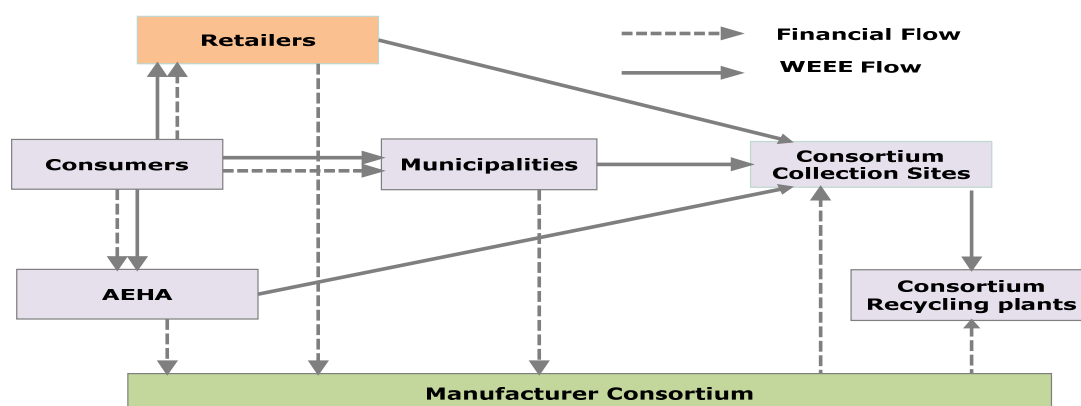 Retailers
Financial Flow
WEEE Flow
Consumers
Municipalities
Consortium
Collection Sites
AEHA
Consortium
Recycling plants
Manufacturer Consortium